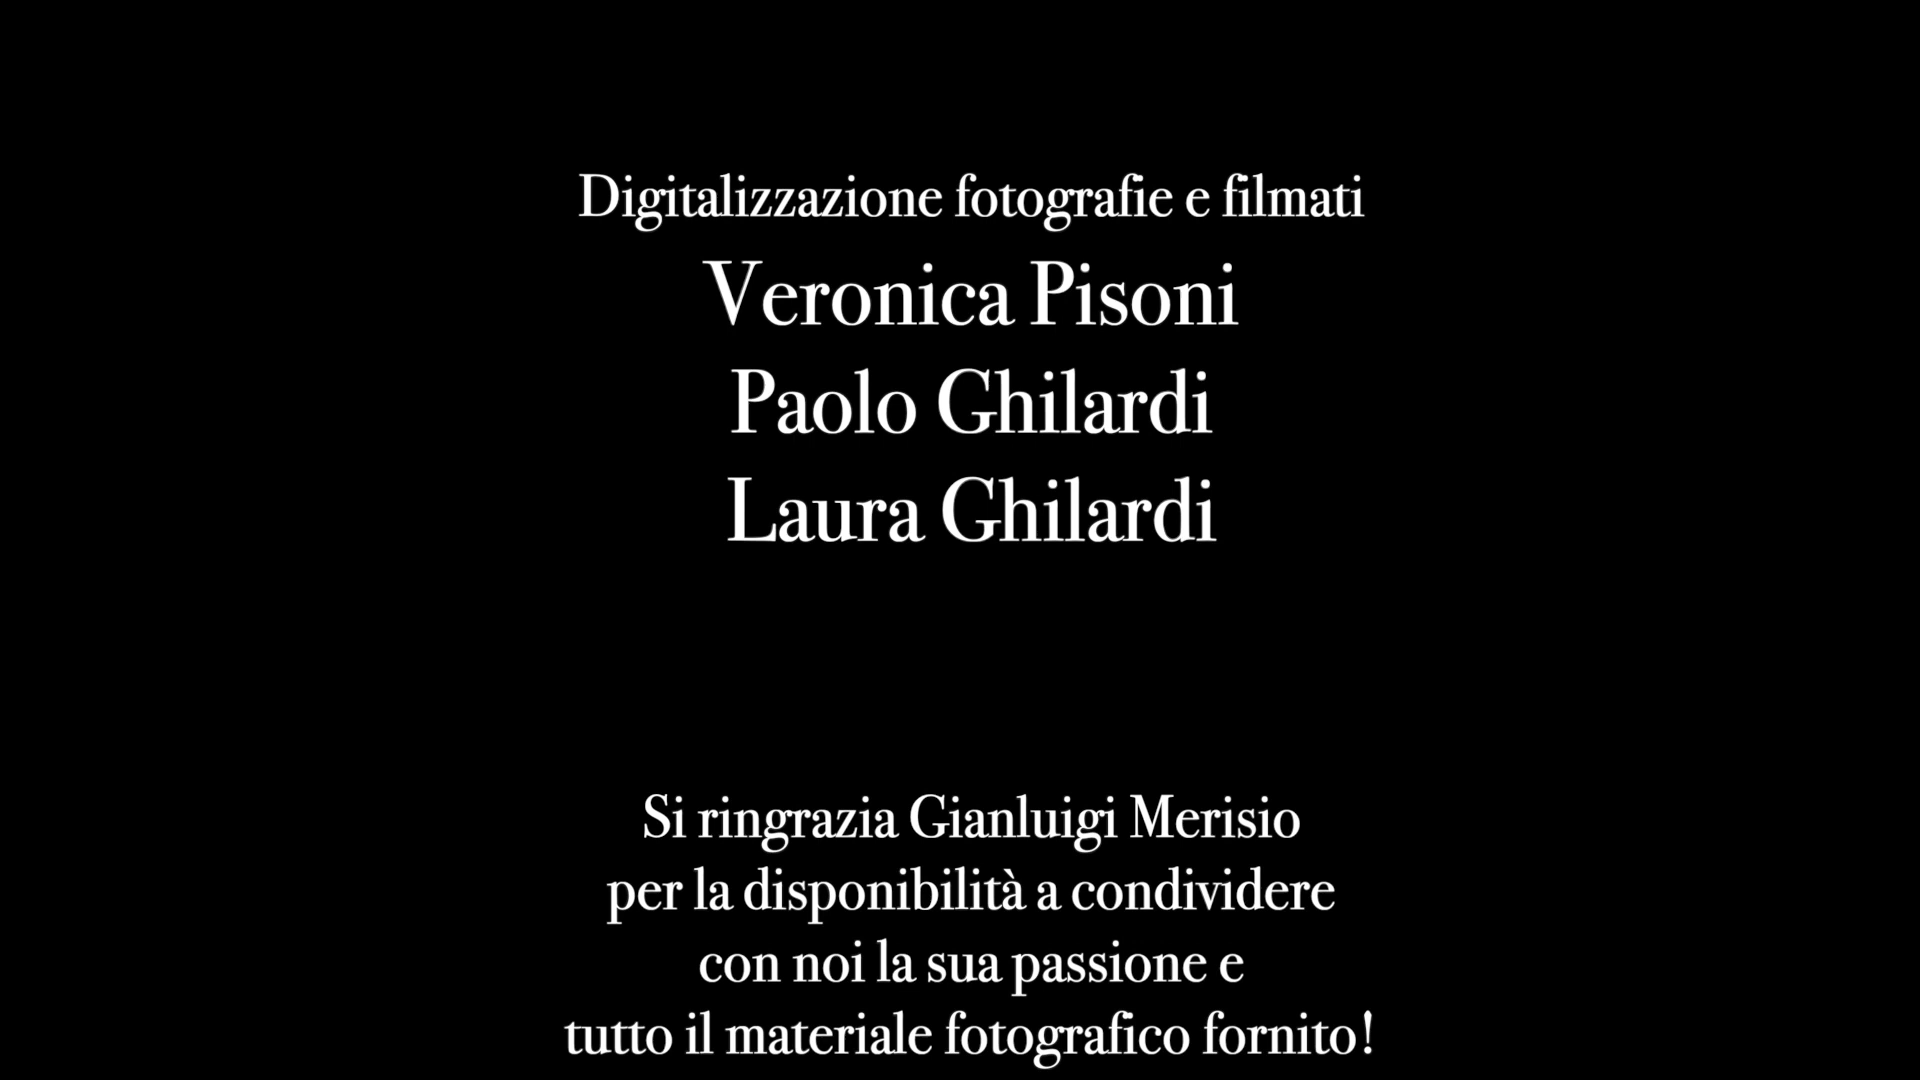 Digitalizzazione fotografie e filmati
Veronica Pisoni
Paolo Ghilardi
Laura Ghilardi
Si ringrazia Gianluigi Merisio
per la disponibilità a condividere
con noi la sua passione e
tutto il materiale fotografico fornito!